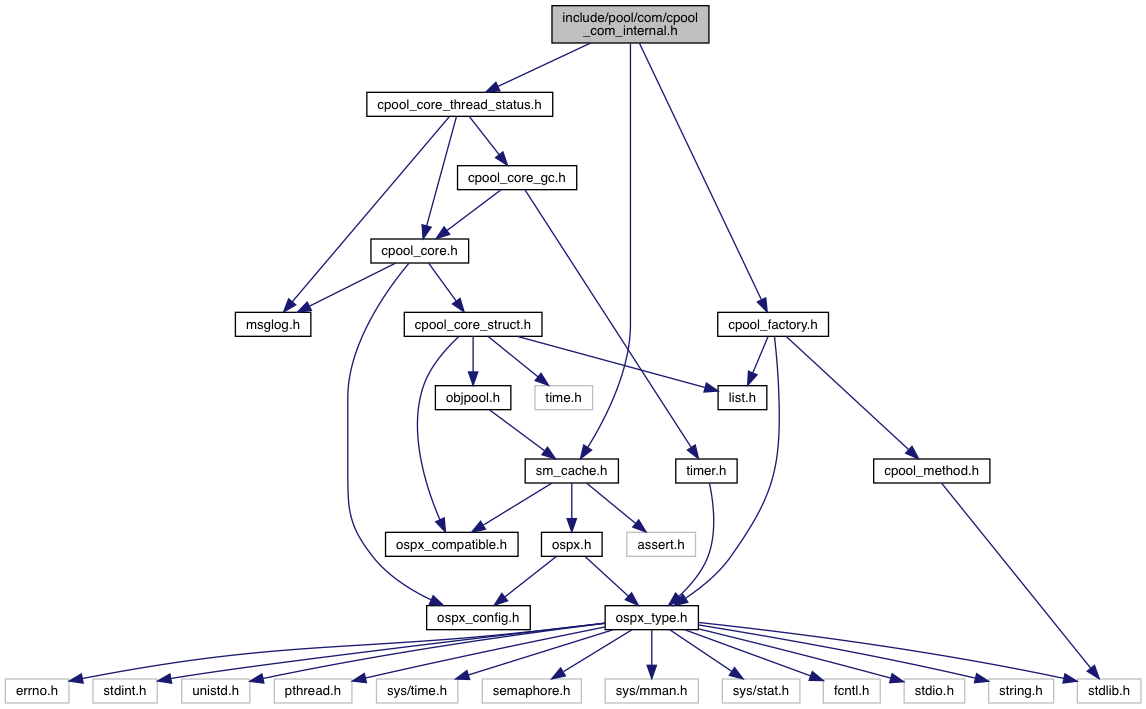 include/pool/com/cpool
_com_internal.h
cpool_core_thread_status.h
cpool_core_gc.h
cpool_core.h
msglog.h
cpool_core_struct.h
cpool_factory.h
objpool.h
time.h
list.h
sm_cache.h
timer.h
cpool_method.h
ospx_compatible.h
ospx.h
assert.h
ospx_config.h
ospx_type.h
errno.h
stdint.h
unistd.h
pthread.h
sys/time.h
semaphore.h
sys/mman.h
sys/stat.h
fcntl.h
stdio.h
string.h
stdlib.h